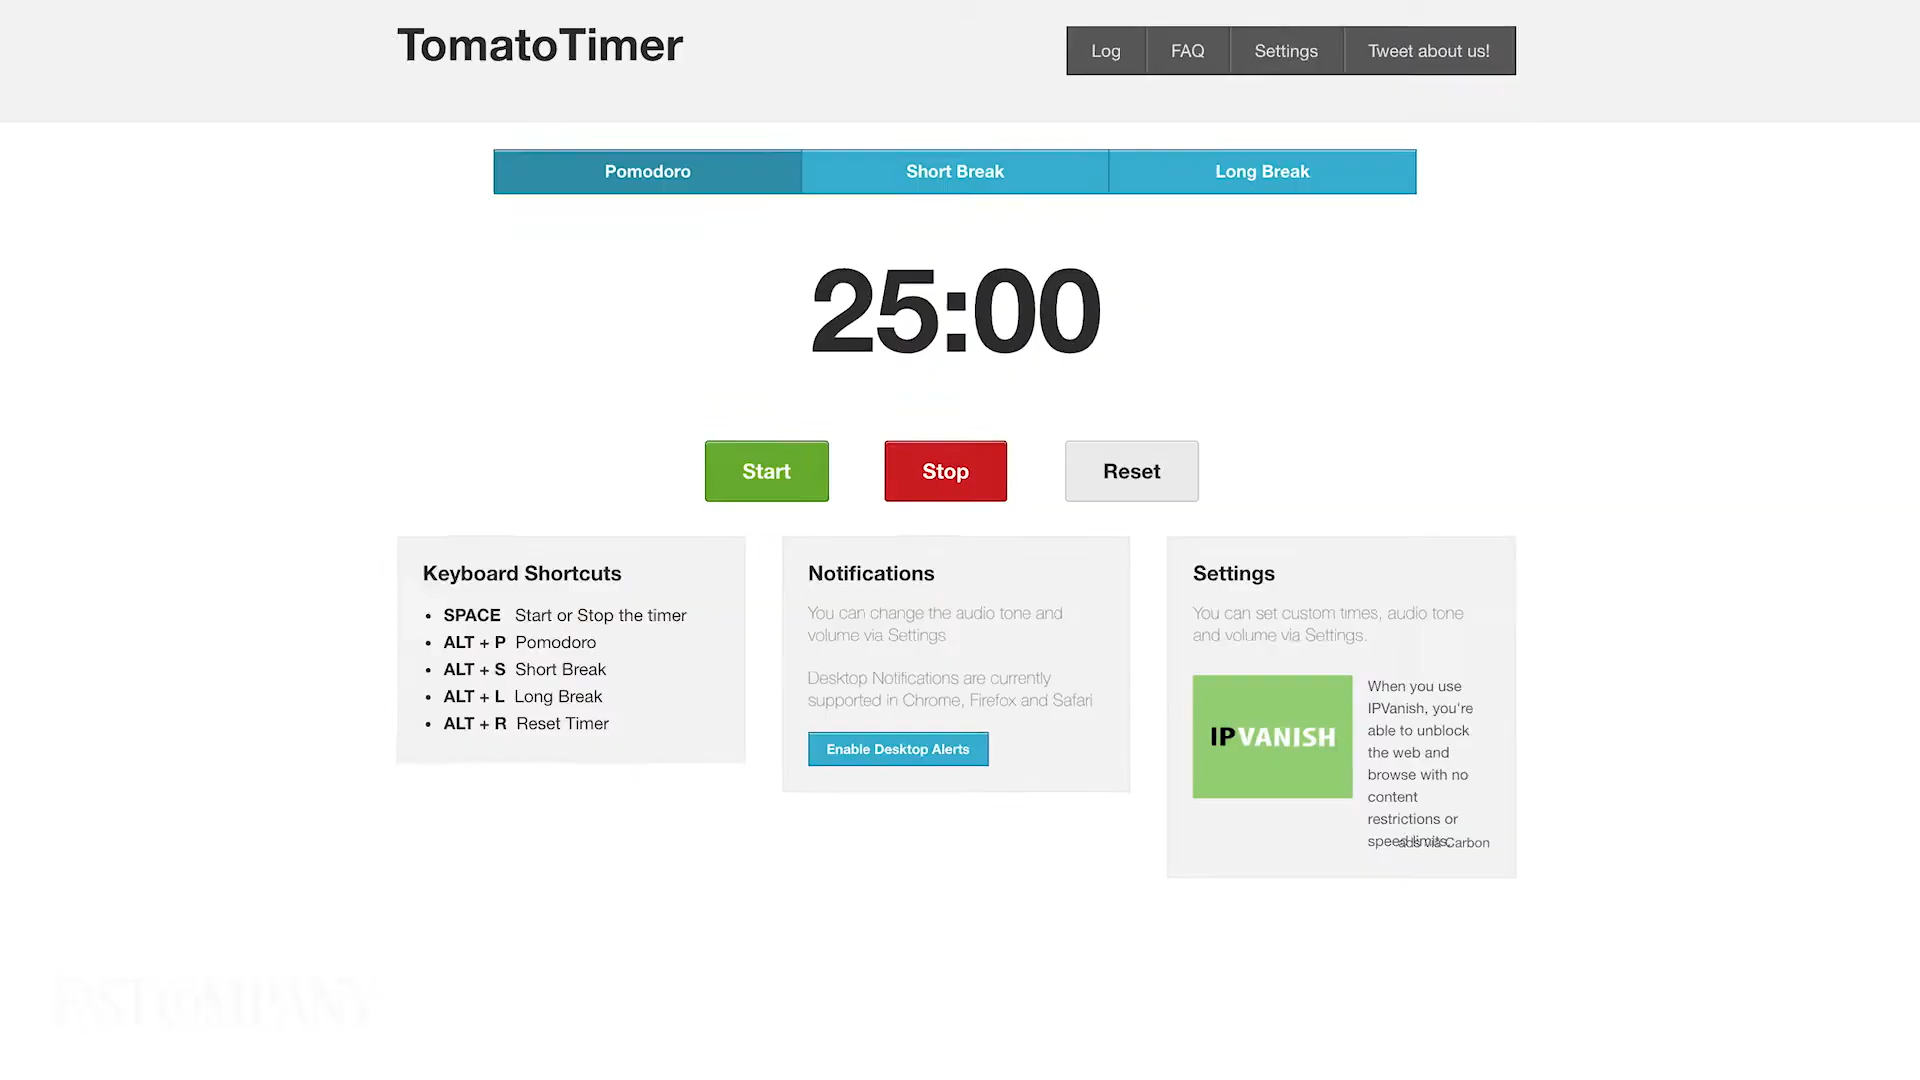 TomatoTimer
Log FAQ Settings Tweet about us!
Pomodoro Short Break Long Break
25:00
Start Stop Reset
Keyboard Shortcuts
• SPACE Start or Stop the timer
• ALT + P Pomodoro
• ALT + S Short Break
• ALT + L Long Break
• ALT + R Reset Timer
Notifications
You can change the audio tone and
volume via Settings
Desktop Notifications are currently
supported in Chrome, Firefox and Safari
Enable Desktop Alerts
Settings
You can set custom times, audio tone
and volume via Settings.
IPVANISH
When you use
IPVanish, you're
able to unblock
the web and
browse with no
content
restrictions or
speed limits.
ads via Carbon
FAST COMPANY